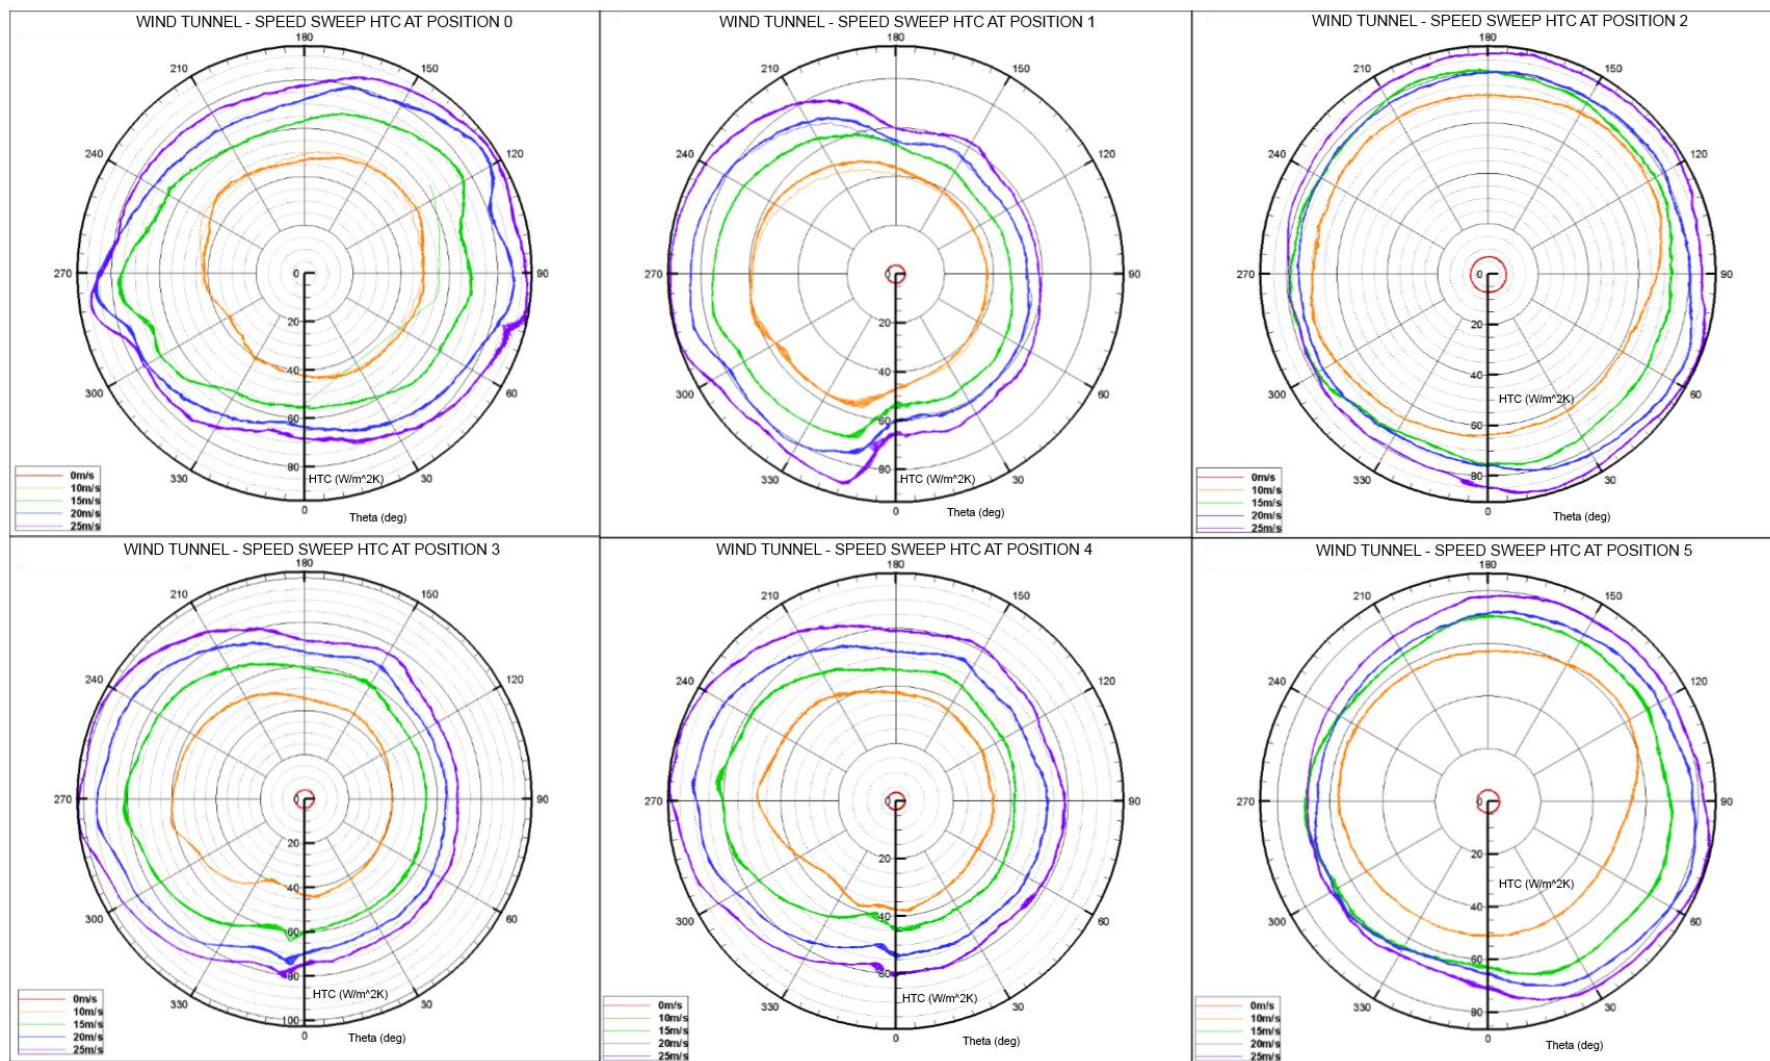 WIND TUNNEL - SPEED SWEEP HTC AT POSITION 0
180
210
150
240
120
270
0
90
20
40
60
80
300
60
330
30
HTC (W/m^2K)
0
Theta (deg)
0m/s
10m/s
15m/s
20m/s
25m/s
WIND TUNNEL - SPEED SWEEP HTC AT POSITION 1
180
210
150
240
120
270
0
90
20
40
60
80
300
60
330
30
HTC (W/m^2K)
0
Theta (deg)
0m/s
10m/s
15m/s
20m/s
25m/s
WIND TUNNEL - SPEED SWEEP HTC AT POSITION 2
180
210
150
240
120
270
0
90
20
40
HTC (W/m^2K)
60
80
300
60
330
30
0
Theta (deg)
0m/s
10m/s
15m/s
20m/s
25m/s
WIND TUNNEL - SPEED SWEEP HTC AT POSITION 3
180
210
150
240
120
270
0
90
20
40
60
80
100
300
60
330
30
HTC (W/m^2K)
0
Theta (deg)
0m/s
10m/s
15m/s
20m/s
25m/s
WIND TUNNEL - SPEED SWEEP HTC AT POSITION 4
180
210
150
240
120
270
0
90
20
40
60
300
60
330
30
HTC (W/m^2K)
0
Theta (deg)
0m/s
10m/s
15m/s
20m/s
25m/s
WIND TUNNEL - SPEED SWEEP HTC AT POSITION 5
180
210
150
240
120
270
0
90
20
HTC (W/m^2K)
40
60
80
300
60
330
30
0
Theta (deg)
0m/s
10m/s
15m/s
20m/s
25m/s